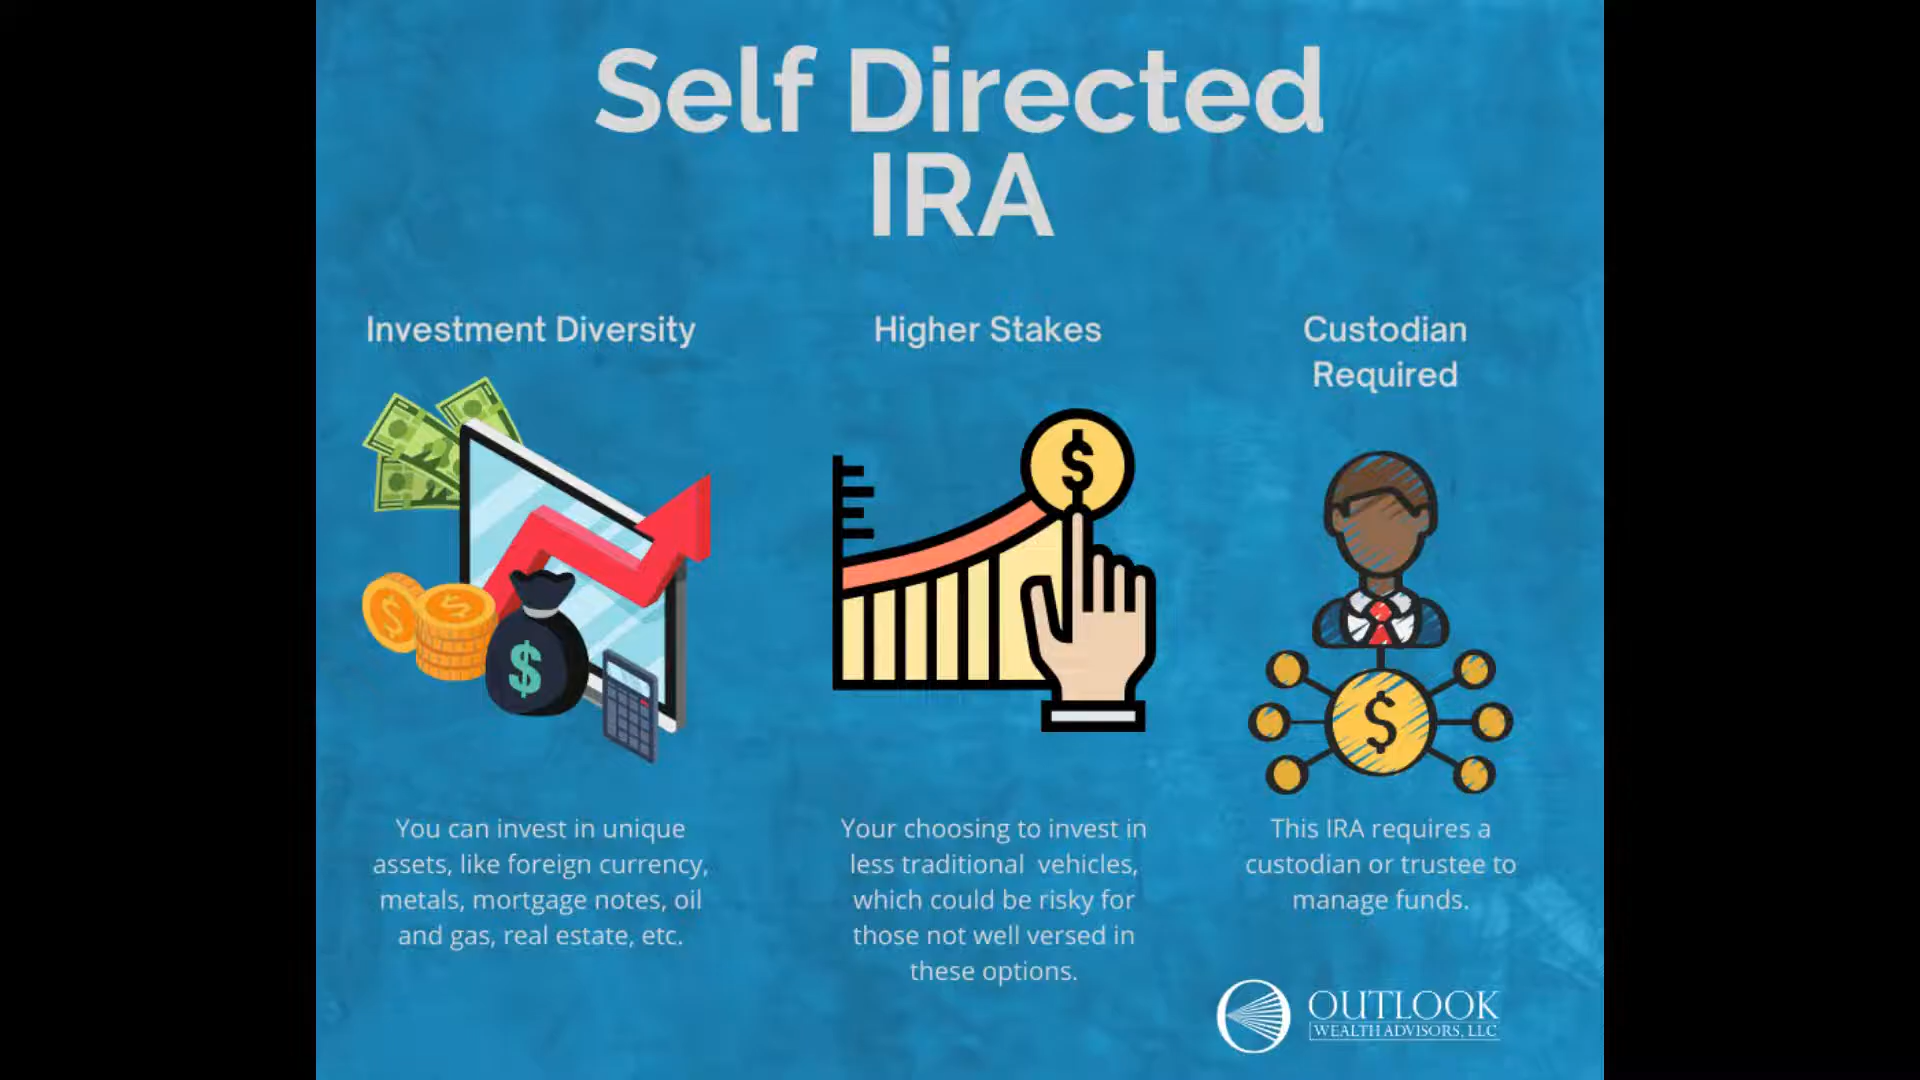 Self Directed
IRA
Investment Diversity
You can invest in unique
assets, like foreign currency,
metals, mortgage notes, oil
and gas, real estate, etc.
Higher Stakes
Your choosing to invest in
less traditional vehicles,
which could be risky for
those not well versed in
these options.
Custodian
Required
This IRA requires a
custodian or trustee to
manage funds.
OUTLOOK
WEALTH ADVISORS, LLC